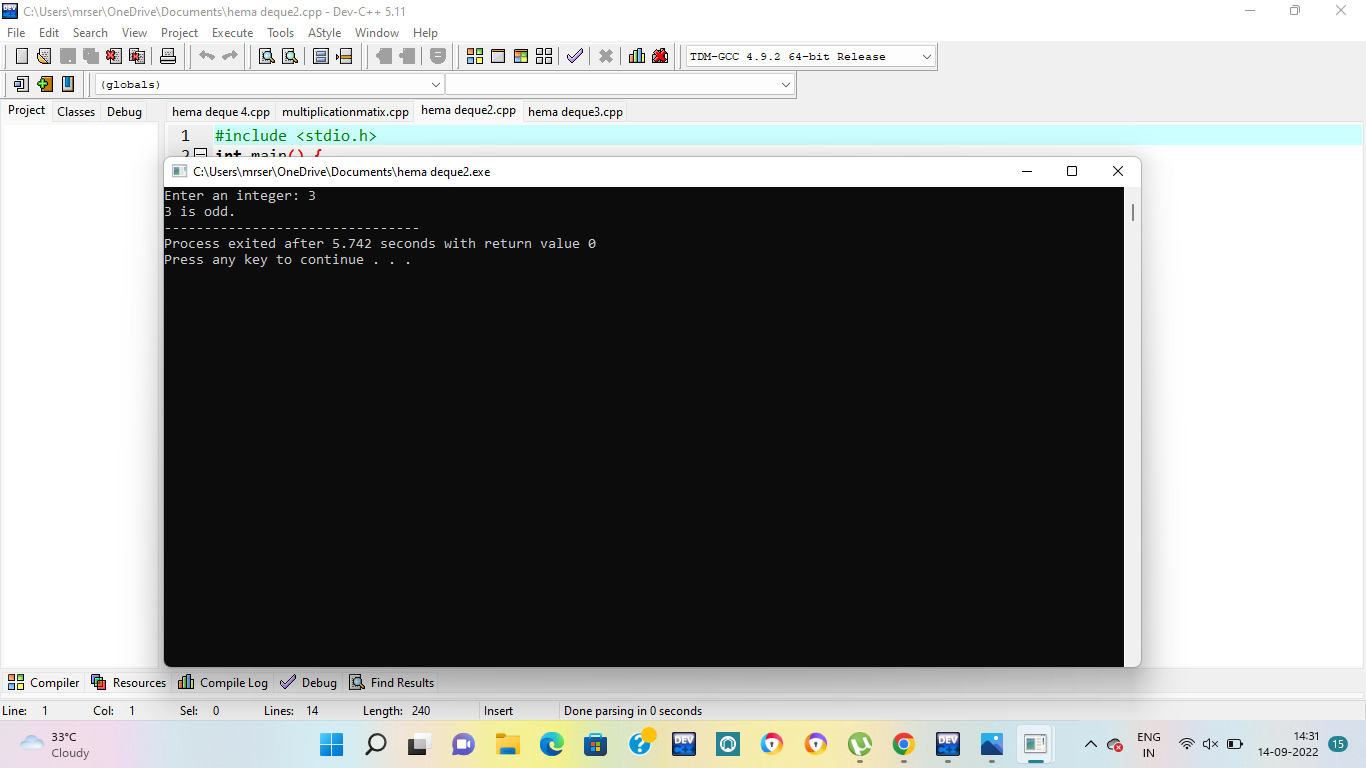 C:\Users\mrser\OneDrive\Documents\hema deque2.cpp - Dev-C++ 5.11
File Edit Search View Project Execute Tools AStyle Window Help
TDM-GCC 4.9.2 64-bit Release
(globals)
Project Classes Debug hema deque 4.cpp multiplicationmatix.cpp hema deque2.cpp hema deque3.cpp
1 #include <stdio.h>
2 int main() {
C:\Users\mrser\OneDrive\Documents\hema deque2.exe
Enter an integer: 3
3 is odd.
--------------------------------
Process exited after 5.742 seconds with return value 0
Press any key to continue . . .
Compiler Resources Compile Log Debug Find Results
Line: 1 Col: 1 Sel: 0 Lines: 14 Length: 240 Insert Done parsing in 0 seconds
33°C
Cloudy
DEV
DEV
ENG
IN
14:31
14-09-2022
15